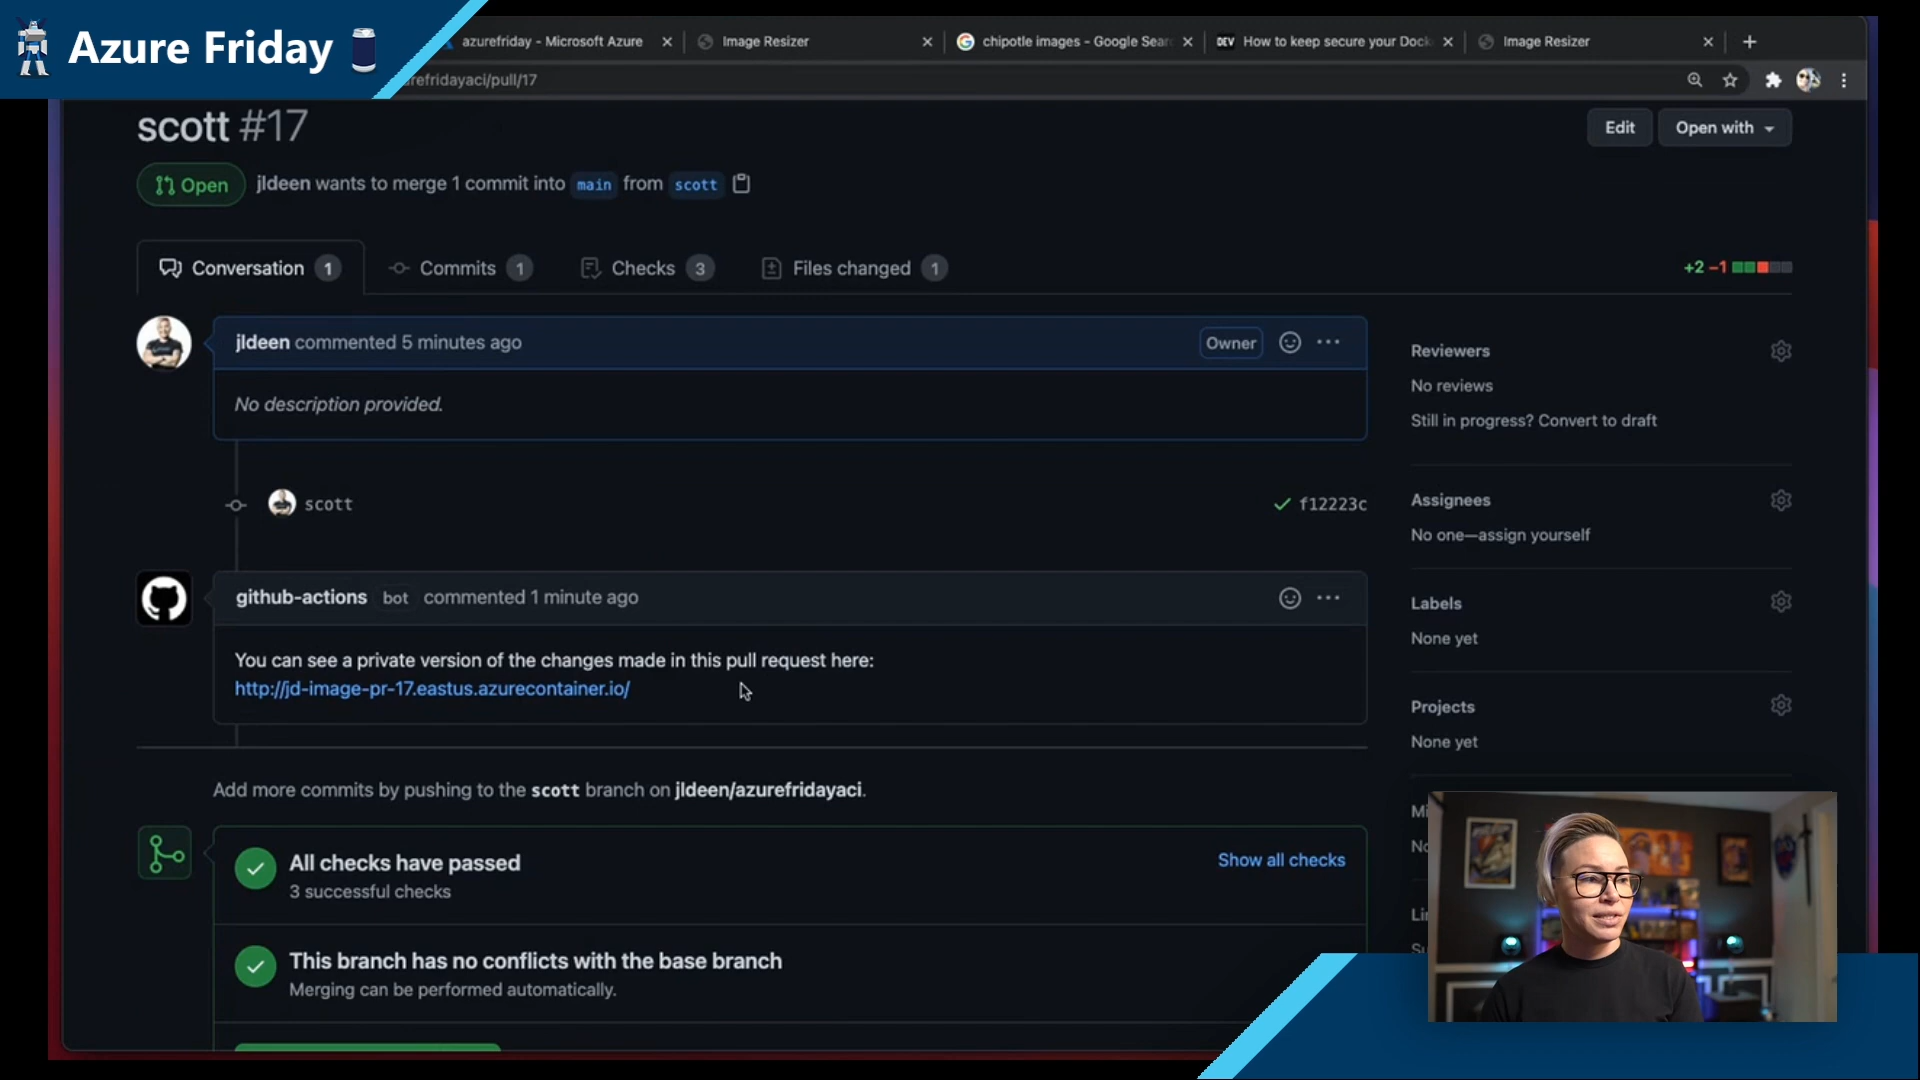 Azure Friday
azurefriday - Microsoft Azure
Image Resizer
chipotle images - Google Sear
DEV How to keep secure your Dock
Image Resizer
refridayaci/pull/17
scott #17
Edit
Open with
Open
jldeen wants to merge 1 commit into main from scott
Conversation 1
Commits 1
Checks 3
Files changed 1
+2 −1
jldeen commented 5 minutes ago
Owner
No description provided.
scott
f12223c
github-actions bot commented 1 minute ago
You can see a private version of the changes made in this pull request here:
http://jd-image-pr-17.eastus.azurecontainer.io/
Add more commits by pushing to the scott branch on jldeen/azurefridayaci.
All checks have passed
3 successful checks
Show all checks
This branch has no conflicts with the base branch
Merging can be performed automatically.
Reviewers
No reviews
Still in progress? Convert to draft
Assignees
No one—assign yourself
Labels
None yet
Projects
None yet